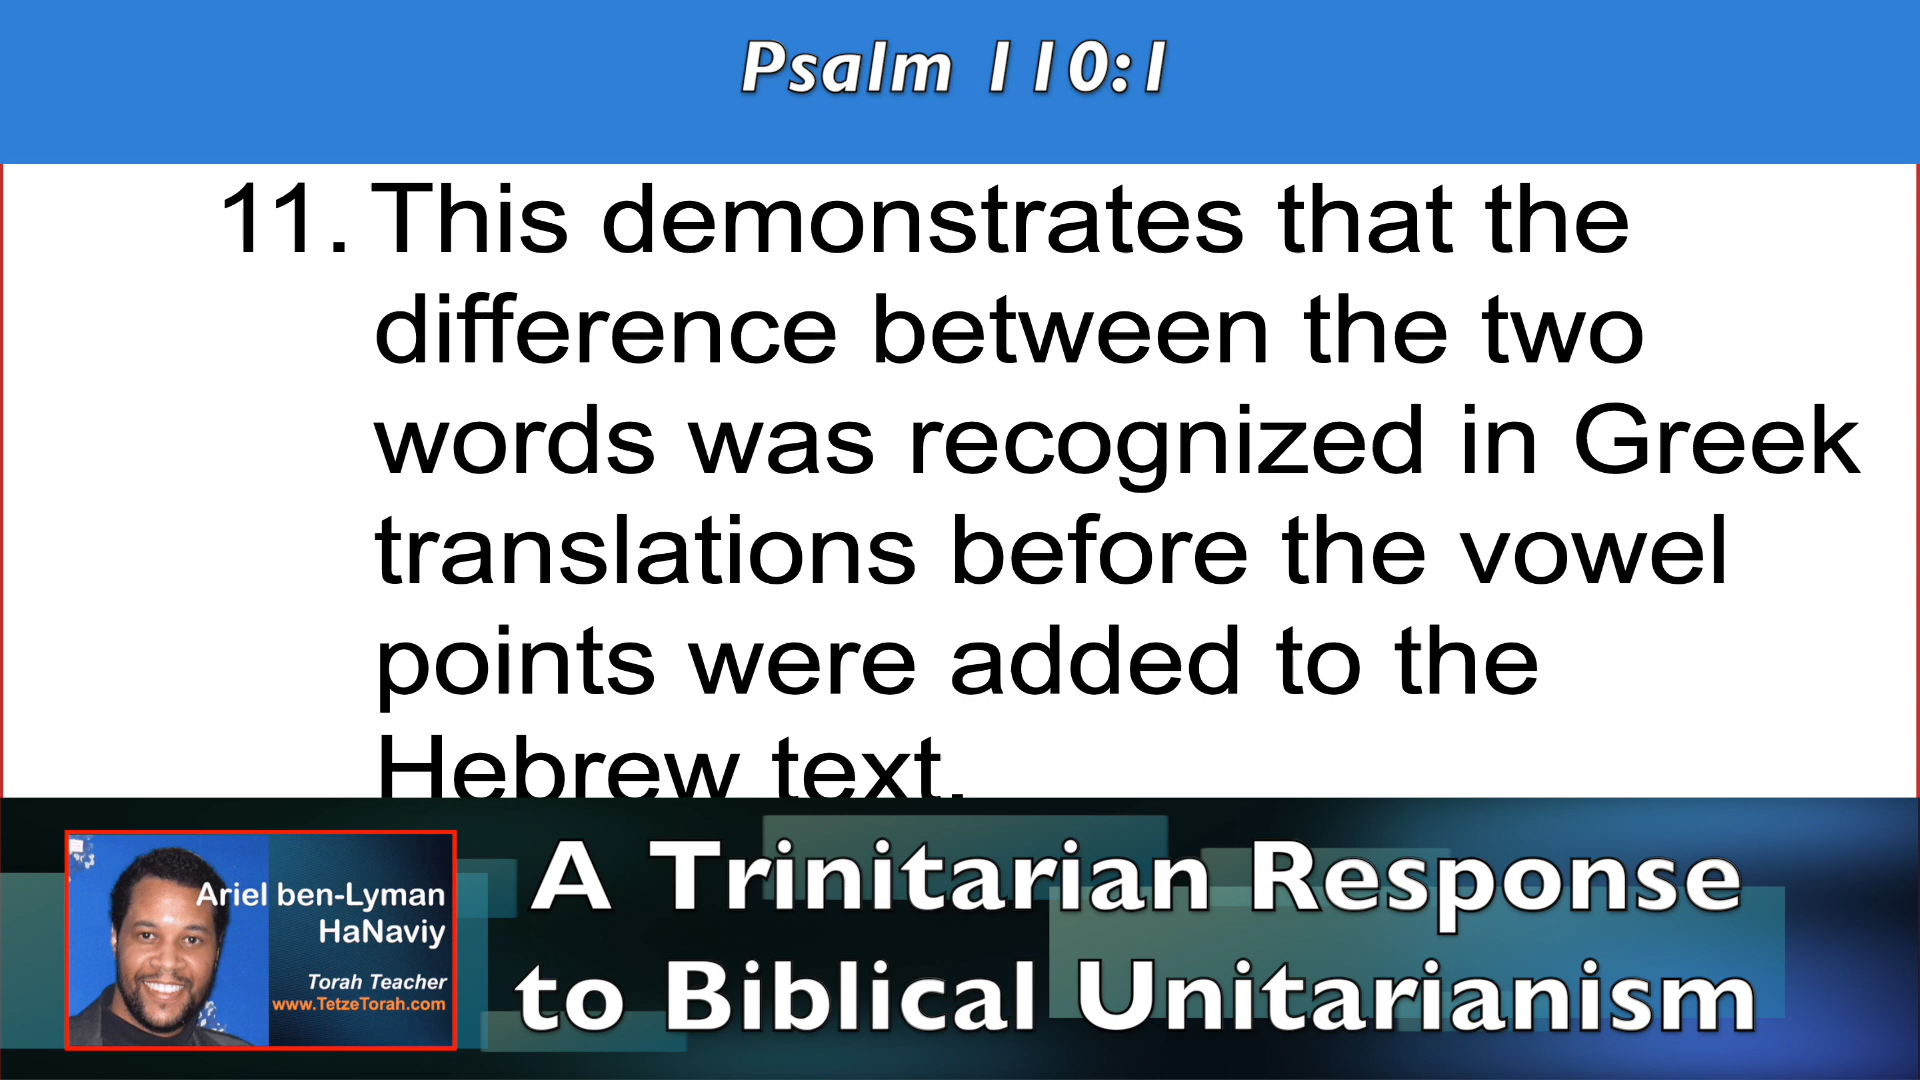 Psalm 110:1
11. This demonstrates that the
difference between the two
words was recognized in Greek
translations before the vowel
points were added to the
Hebrew text.
Ariel ben-Lyman
HaNaviy
Torah Teacher
www.TetzeTorah.com
A Trinitarian Response
to Biblical Unitarianism